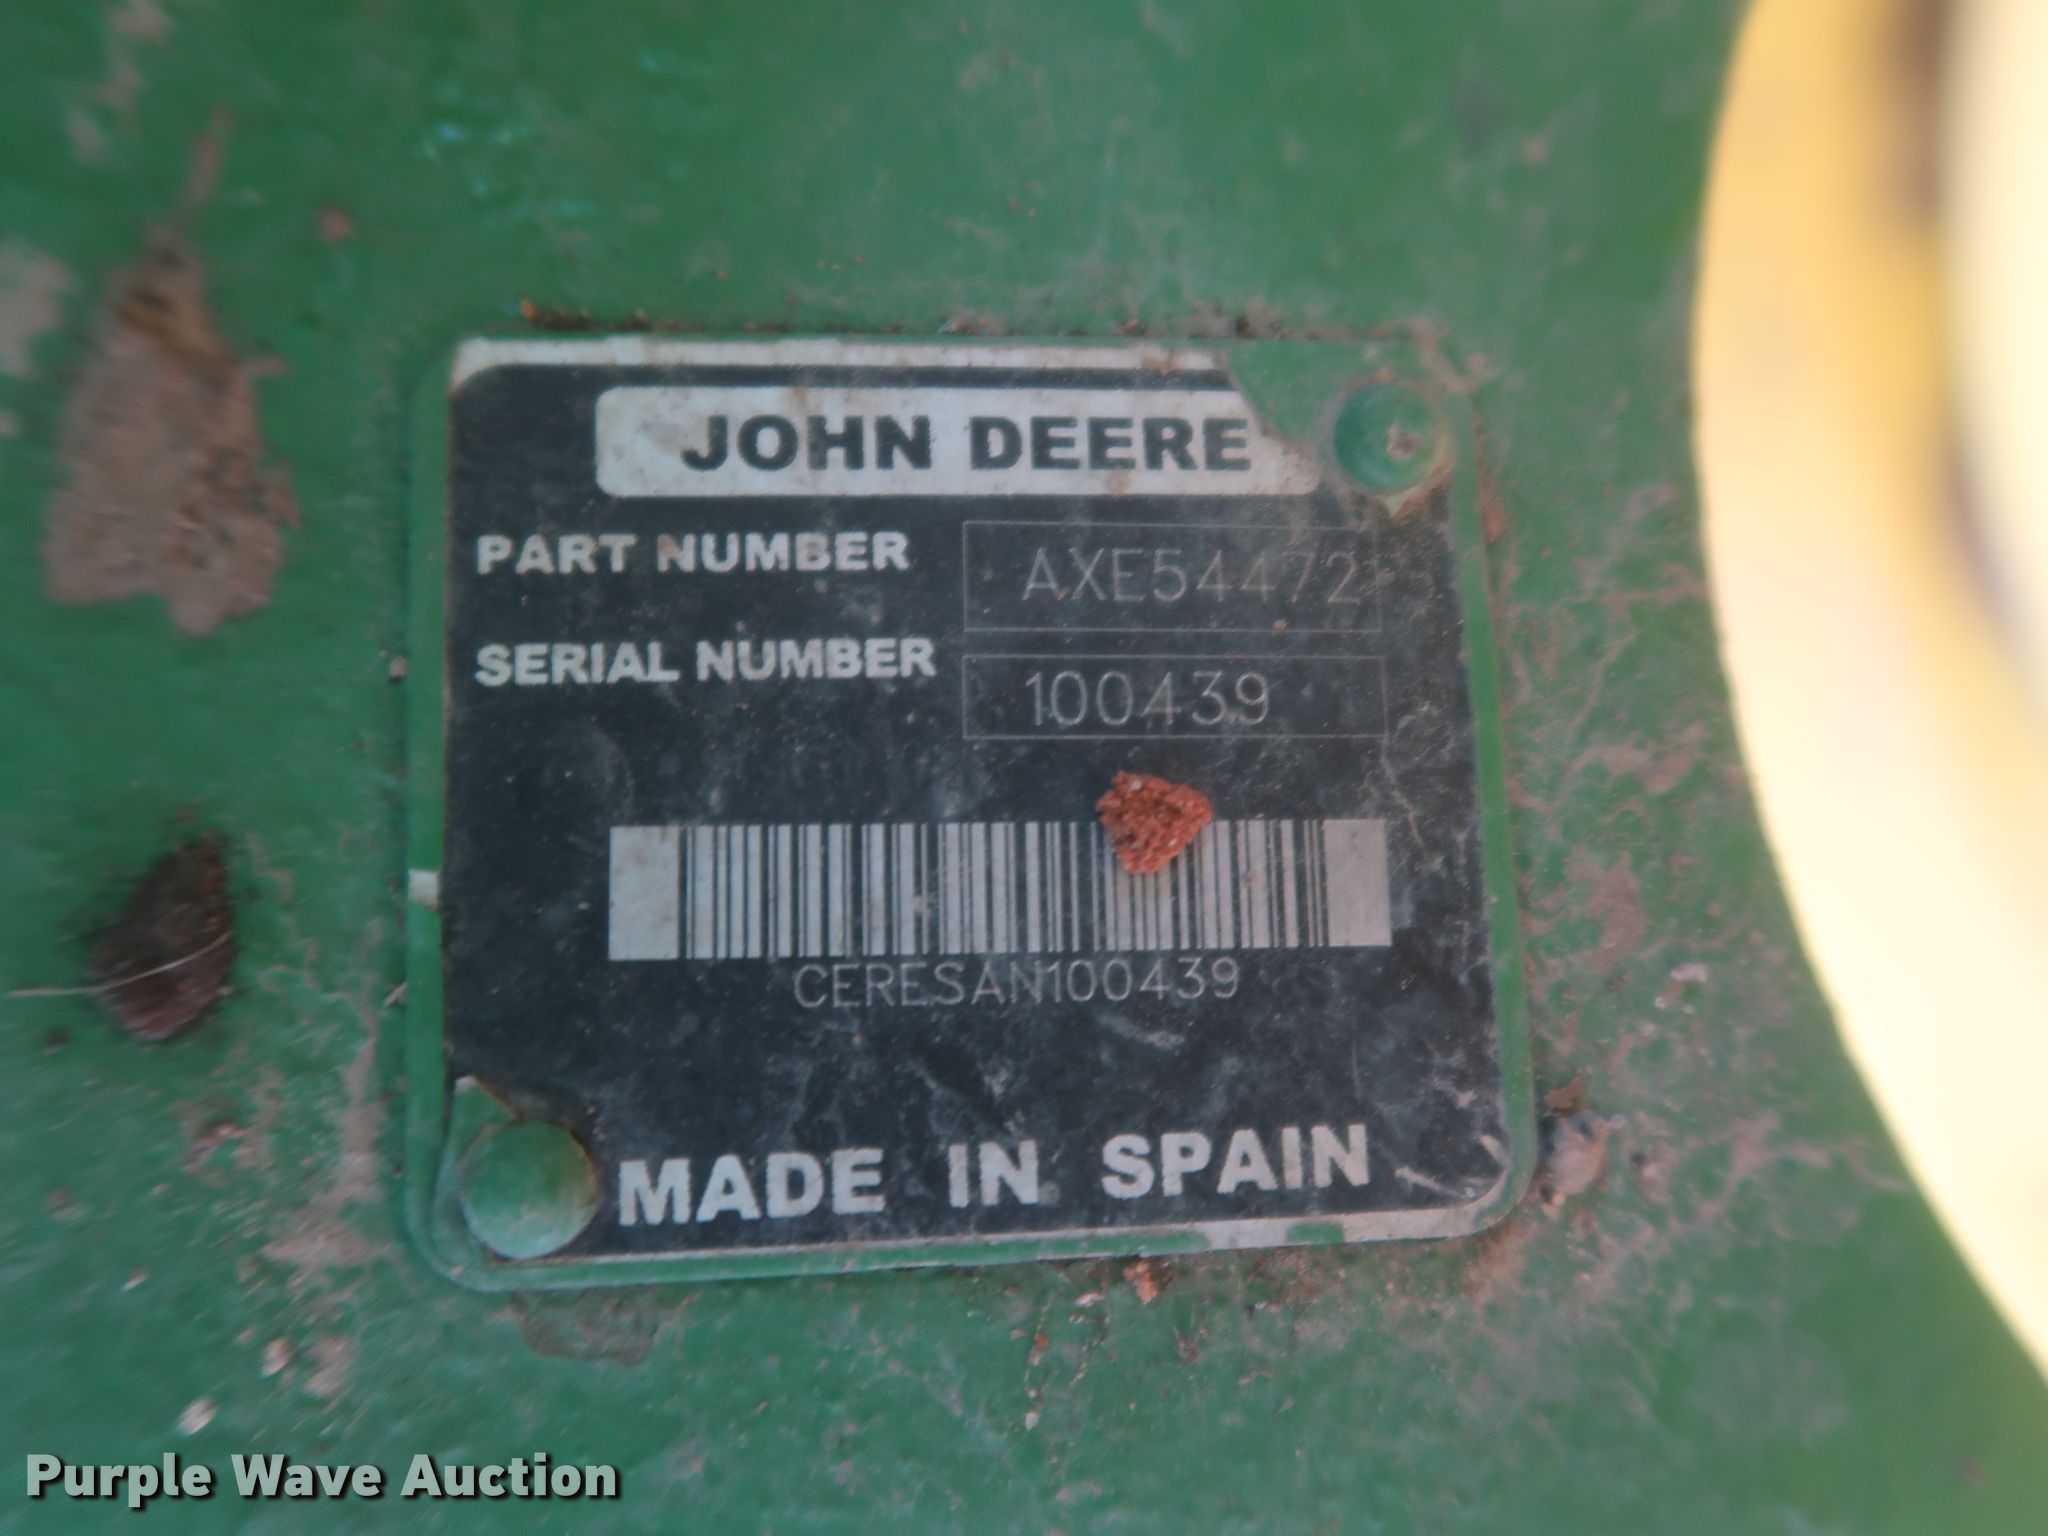 JOHN DEERE
PART NUMBER AXE54472
SERIAL NUMBER 100439
CERESAN100439
MADE IN SPAIN
Purple Wave Auction